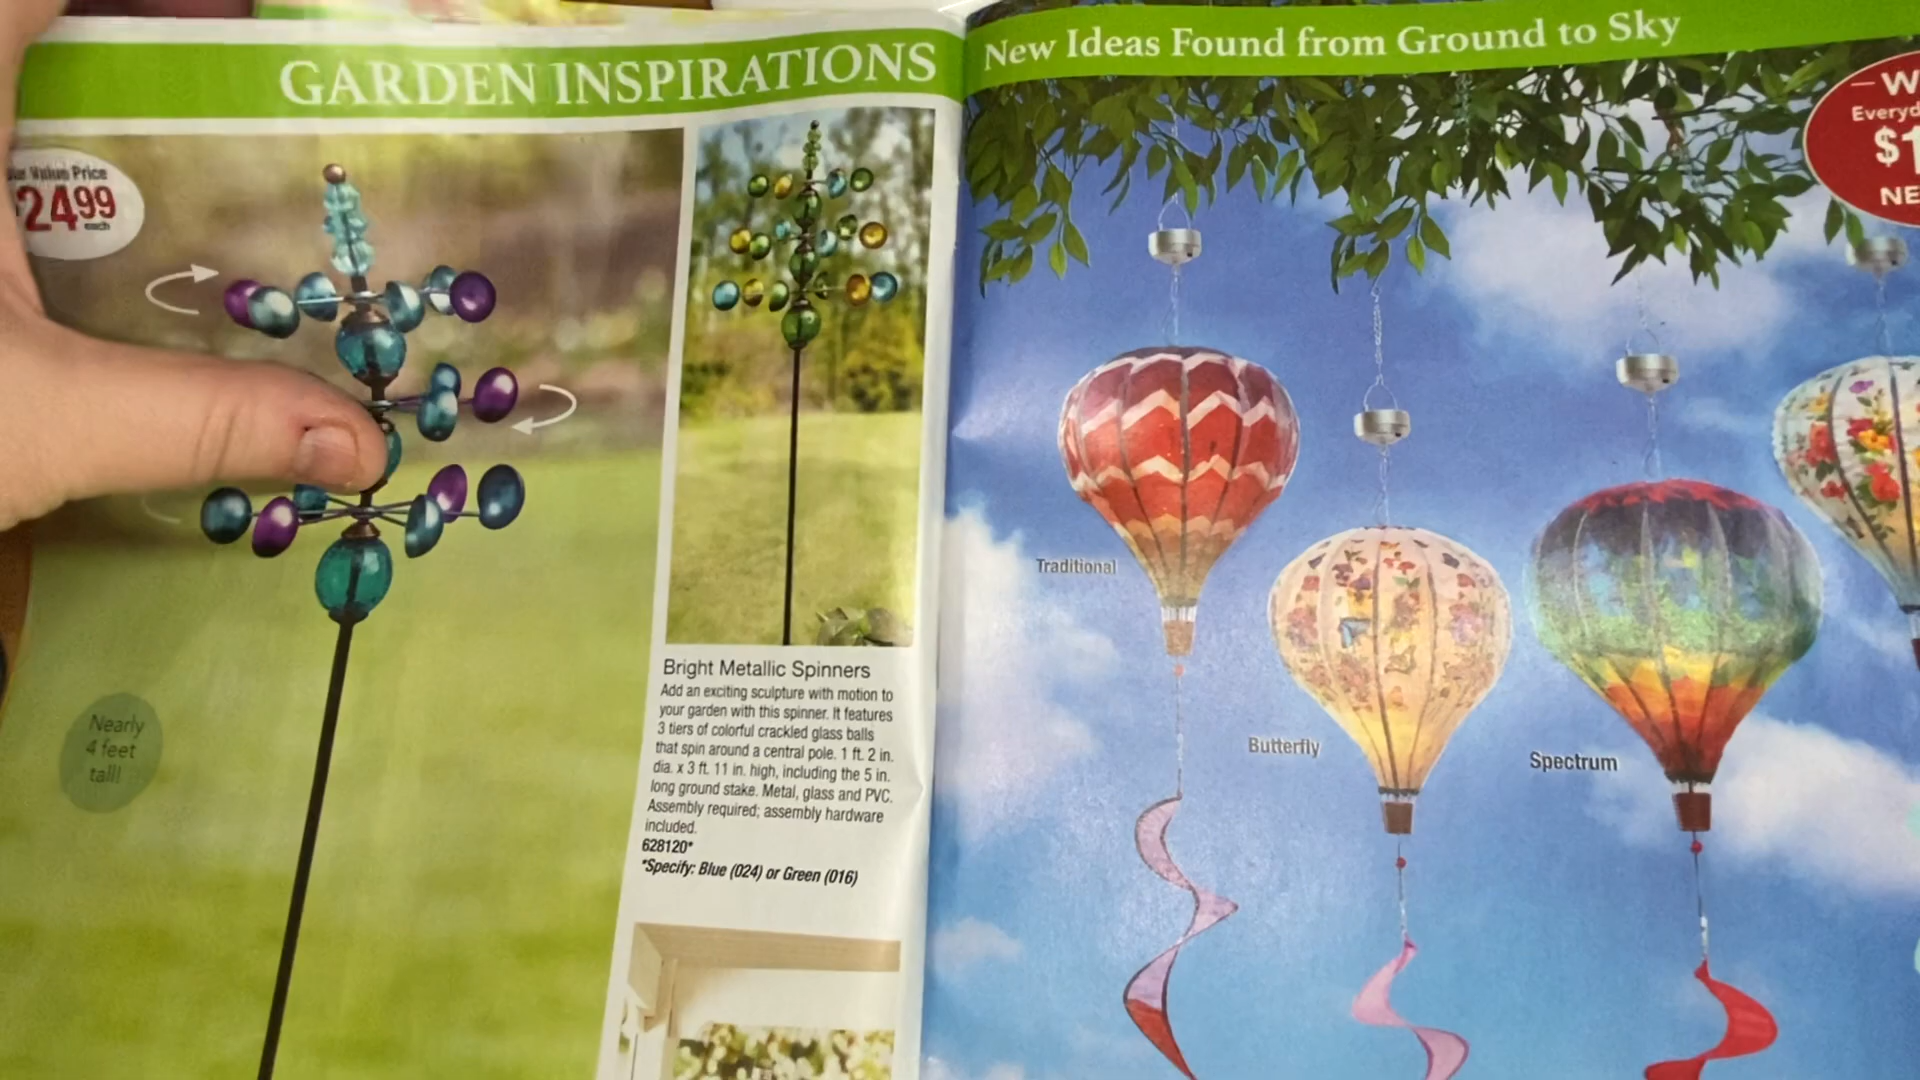 GARDEN INSPIRATIONS
Value Price
$24.99
each
Nearly
4 feet
tall!
Bright Metallic Spinners
Add an exciting sculpture with motion to
your garden with this spinner. It features
3 tiers of colorful crackled glass balls
that spin around a central pole. 1 ft. 2 in.
dia. x 3 ft. 11 in. high, including the 5 in.
long ground stake. Metal, glass and PVC.
Assembly required; assembly hardware
included.
628120*
*Specify: Blue (024) or Green (016)
New Ideas Found from Ground to Sky
Traditional
Butterfly
Spectrum